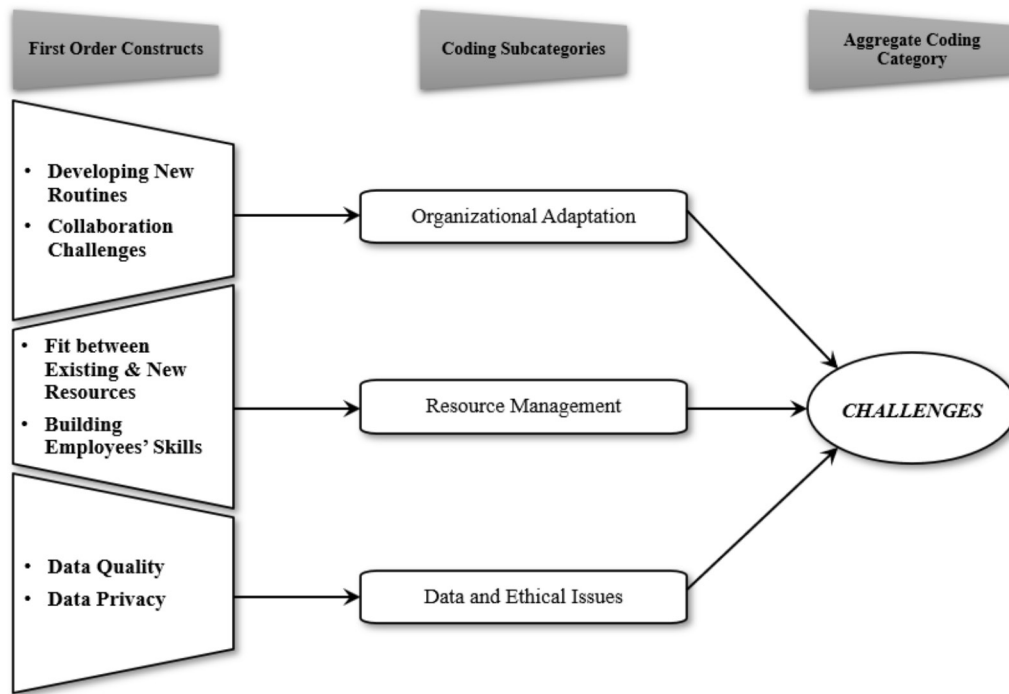 First Order Constructs
Coding Subcategories
Aggregate Coding
Category
• Developing New
Routines
• Collaboration
Challenges
Organizational Adaptation
• Fit between
Existing & New
Resources
• Building
Employees’ Skills
Resource Management
CHALLENGES
• Data Quality
• Data Privacy
Data and Ethical Issues